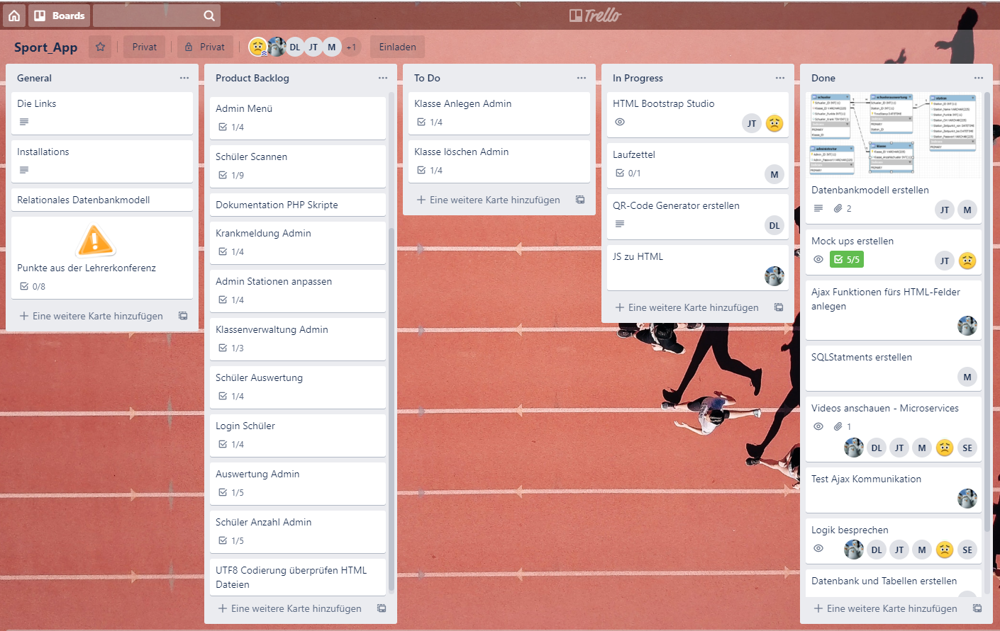 Boards
Trello
Sport_App
Privat
Privat
DL
JT
M
+1
Einladen
General
Die Links
Installations
Relationales Datenbankmodell
Punkte aus der Lehrerkonferenz
0/8
Eine weitere Karte hinzufügen
Product Backlog
Admin Menü
1/4
Schüler Scannen
1/9
Dokumentation PHP Skripte
Krankmeldung Admin
1/4
Admin Stationen anpassen
1/4
Klassenverwaltung Admin
1/3
Schüler Auswertung
1/4
Login Schüler
1/4
Auswertung Admin
1/5
Schüler Anzahl Admin
1/5
UTF8 Codierung überprüfen HTML
Dateien
Eine weitere Karte hinzufügen
To Do
Klasse Anlegen Admin
1/4
Klasse löschen Admin
1/4
Eine weitere Karte hinzufügen
In Progress
HTML Bootstrap Studio
JT
Laufzettel
0/1
M
QR-Code Generator erstellen
DL
JS zu HTML
Eine weitere Karte hinzufügen
Done
Datenbankmodell erstellen
2
JT
M
Mock ups erstellen
5/5
JT
Ajax Funktionen fürs HTML-Felder
anlegen
SQLStatments erstellen
M
Videos anschauen - Microservices
1
DL
JT
M
SE
Test Ajax Kommunikation
Logik besprechen
DL
JT
M
SE
Datenbank und Tabellen erstellen
Eine weitere Karte hinzufügen